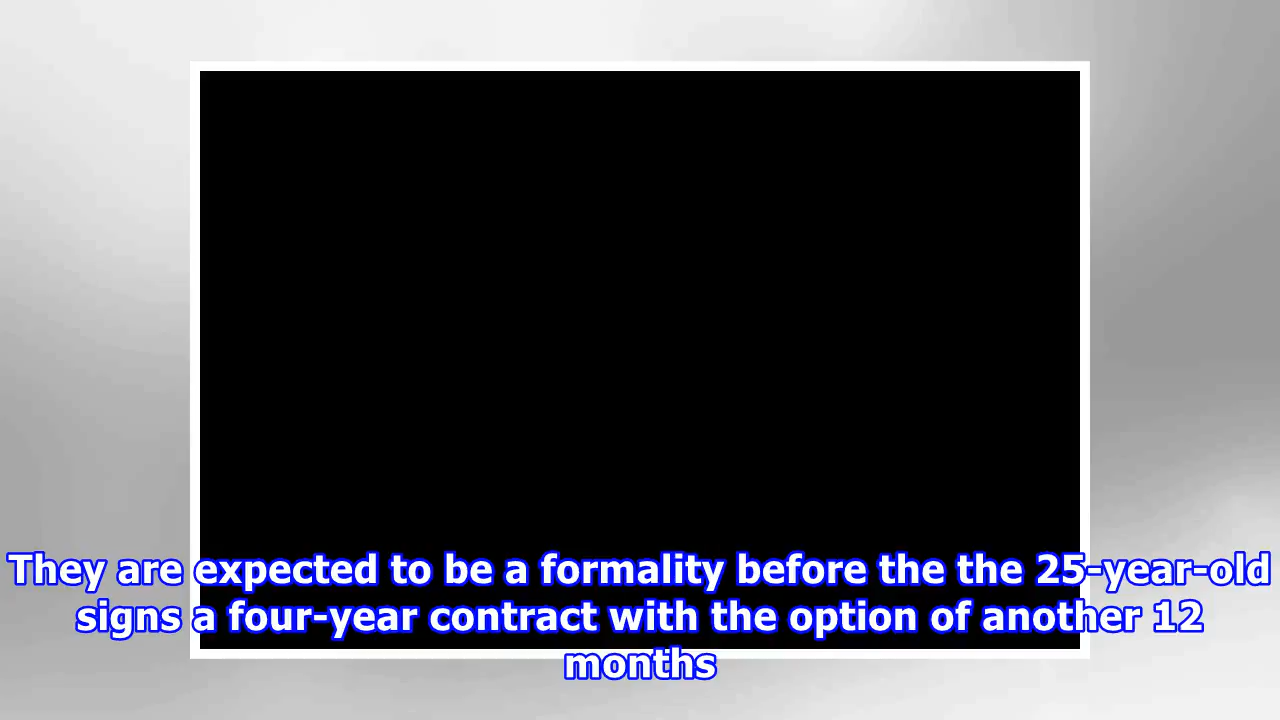 They are expected to be a formality before the the 25-year-old
signs a four-year contract with the option of another 12
months